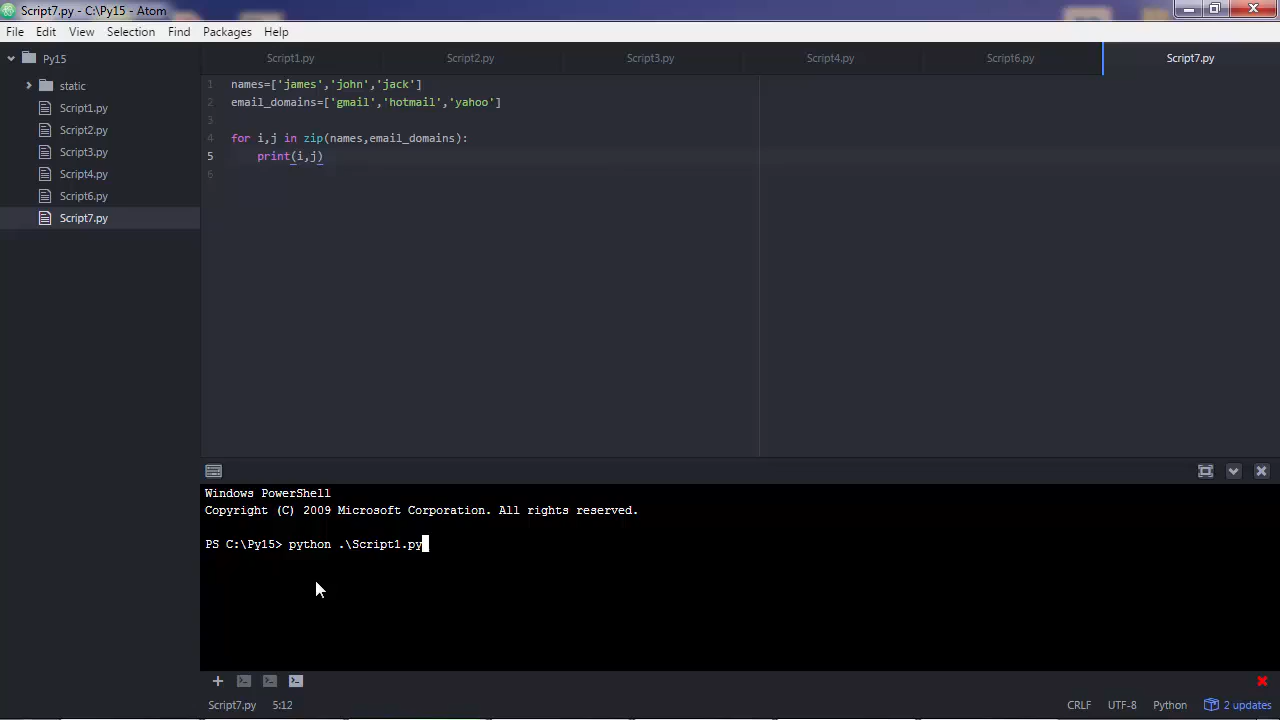 Script7.py - C:\Py15 - Atom
File Edit View Selection Find Packages Help
Py15
static
Script1.py
Script2.py
Script3.py
Script4.py
Script6.py
Script7.py
Script1.py Script2.py Script3.py Script4.py Script6.py Script7.py
1 names=['james','john','jack']
2 email_domains=['gmail','hotmail','yahoo']
3
4 for i,j in zip(names,email_domains):
5     print(i,j)
6
Windows PowerShell
Copyright (C) 2009 Microsoft Corporation. All rights reserved.
PS C:\Py15> python .\Script1.py
Script7.py 5:12 CRLF UTF-8 Python 2 updates